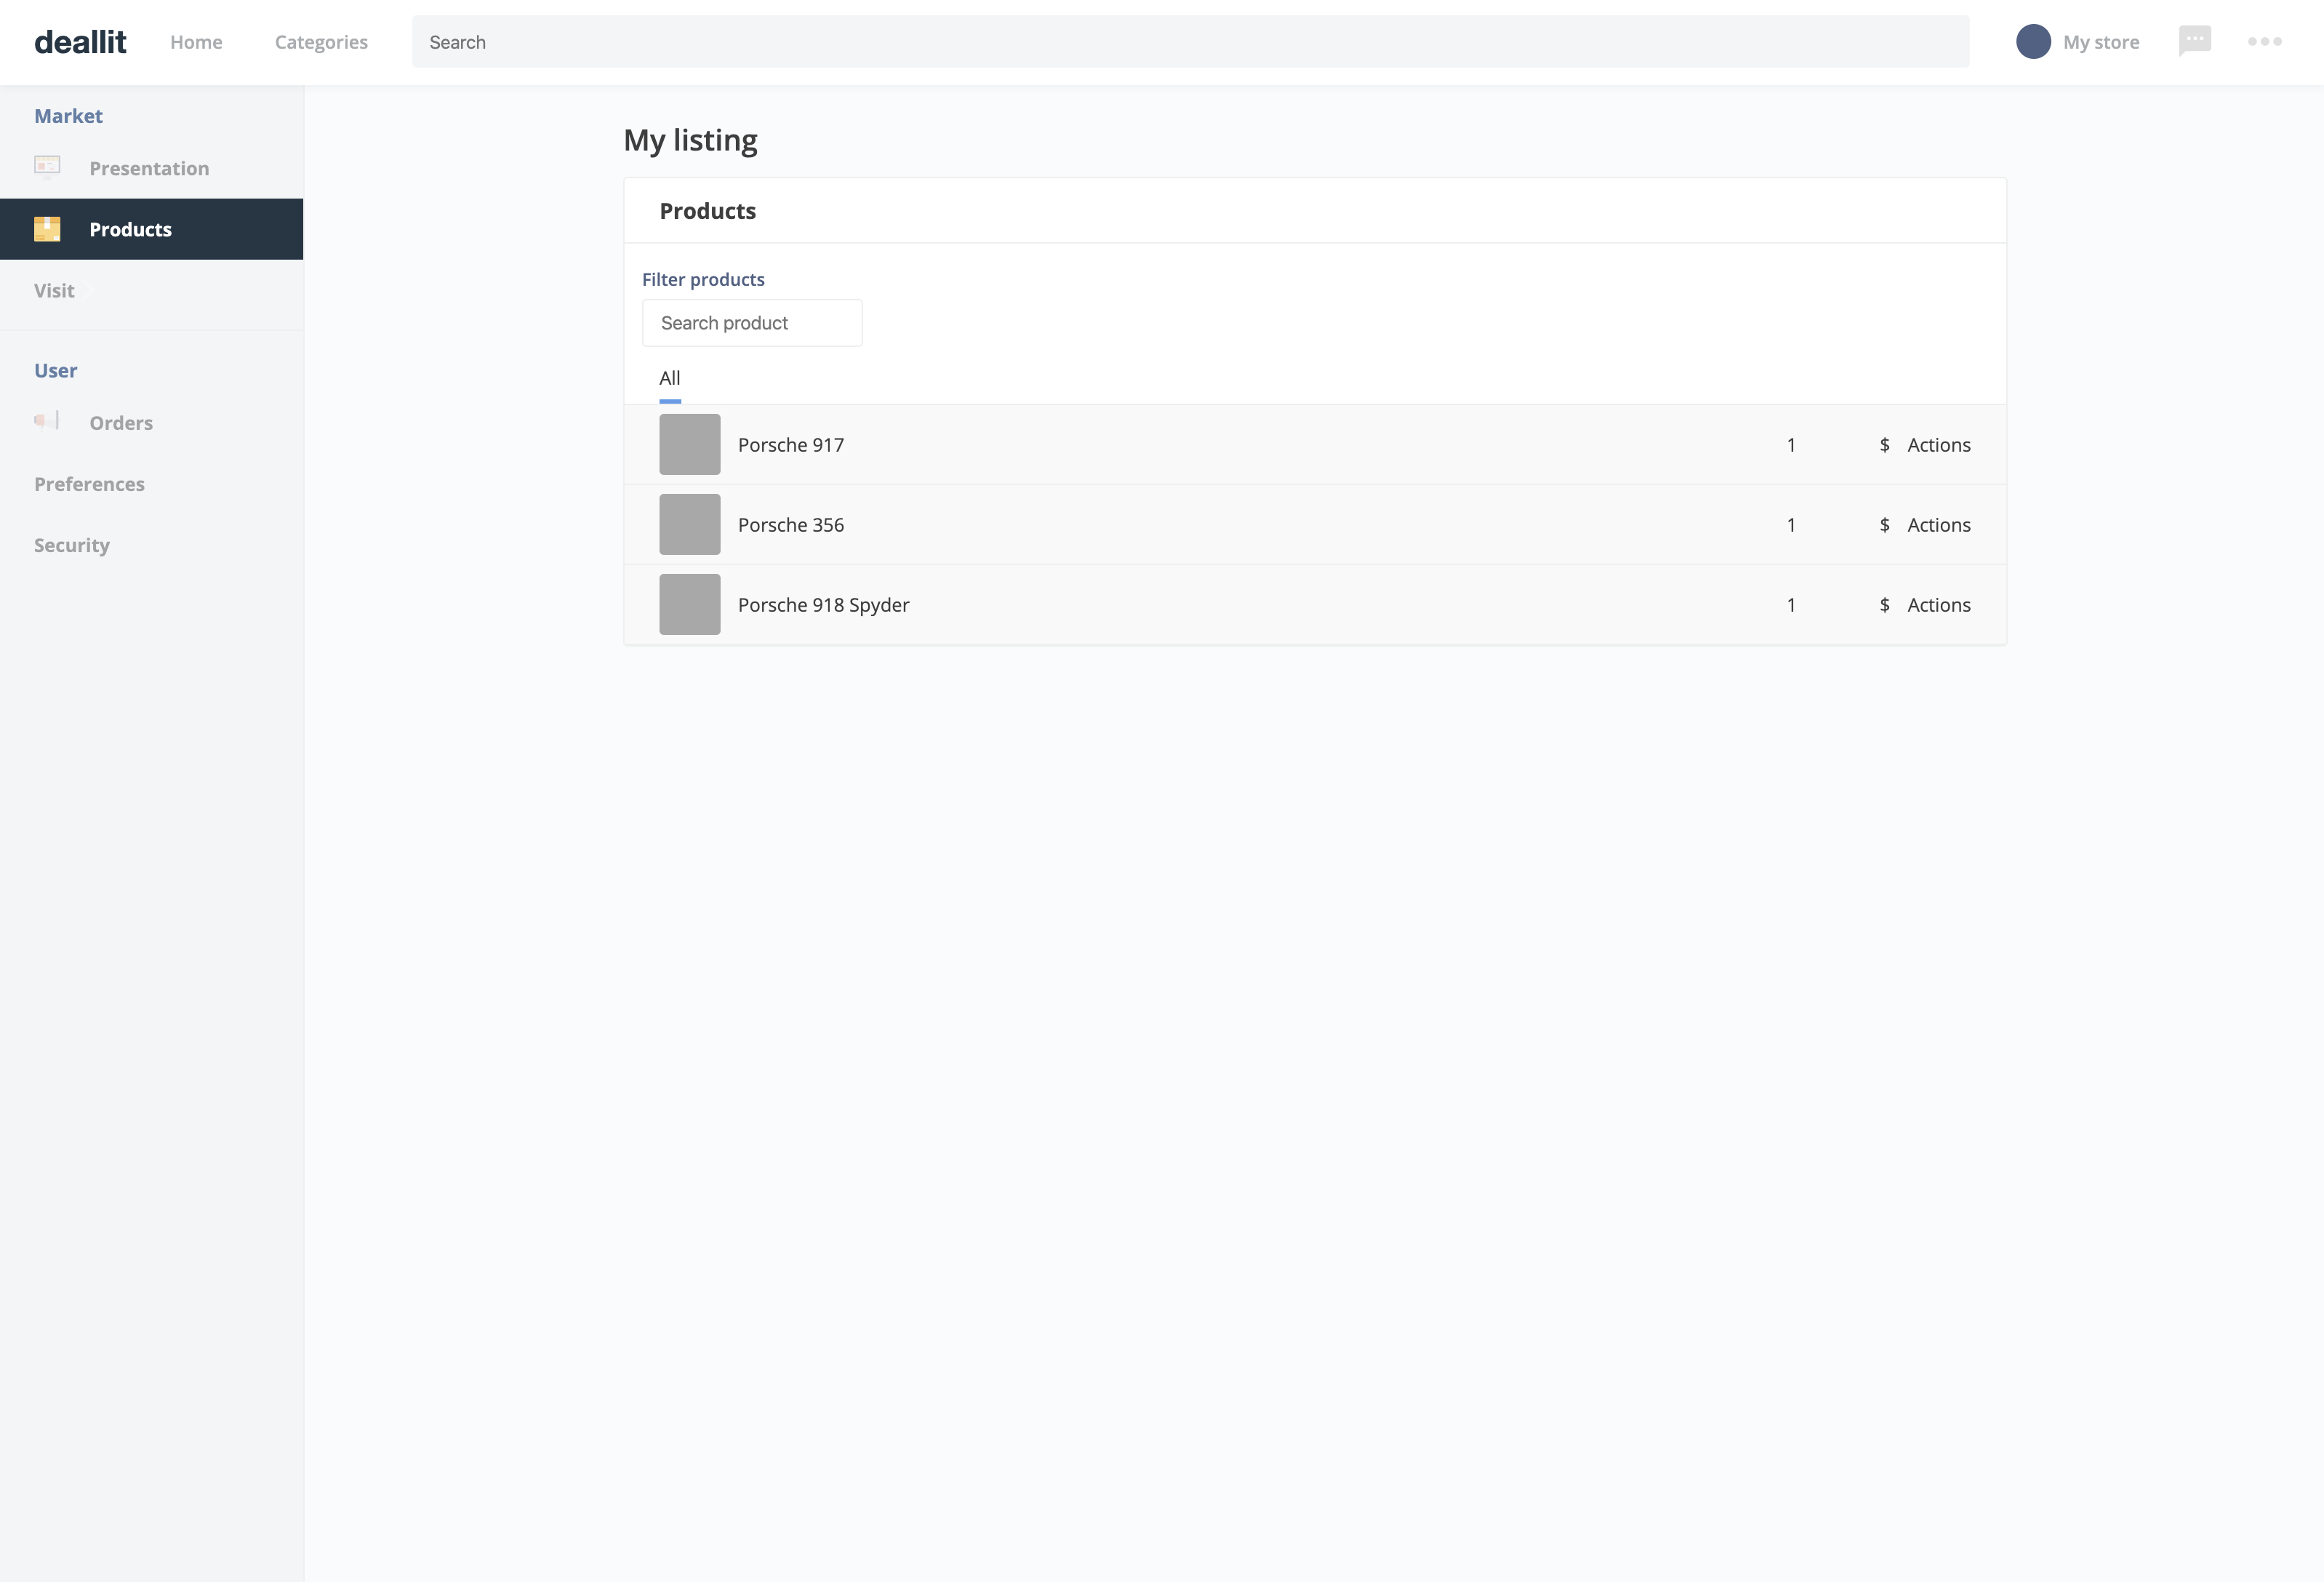 deallit Home Categories Search My store
Market
Presentation
Products
Visit
User
Orders
Preferences
Security
My listing
Products
Filter products
Search product
All
Porsche 917 1 $ Actions
Porsche 356 1 $ Actions
Porsche 918 Spyder 1 $ Actions